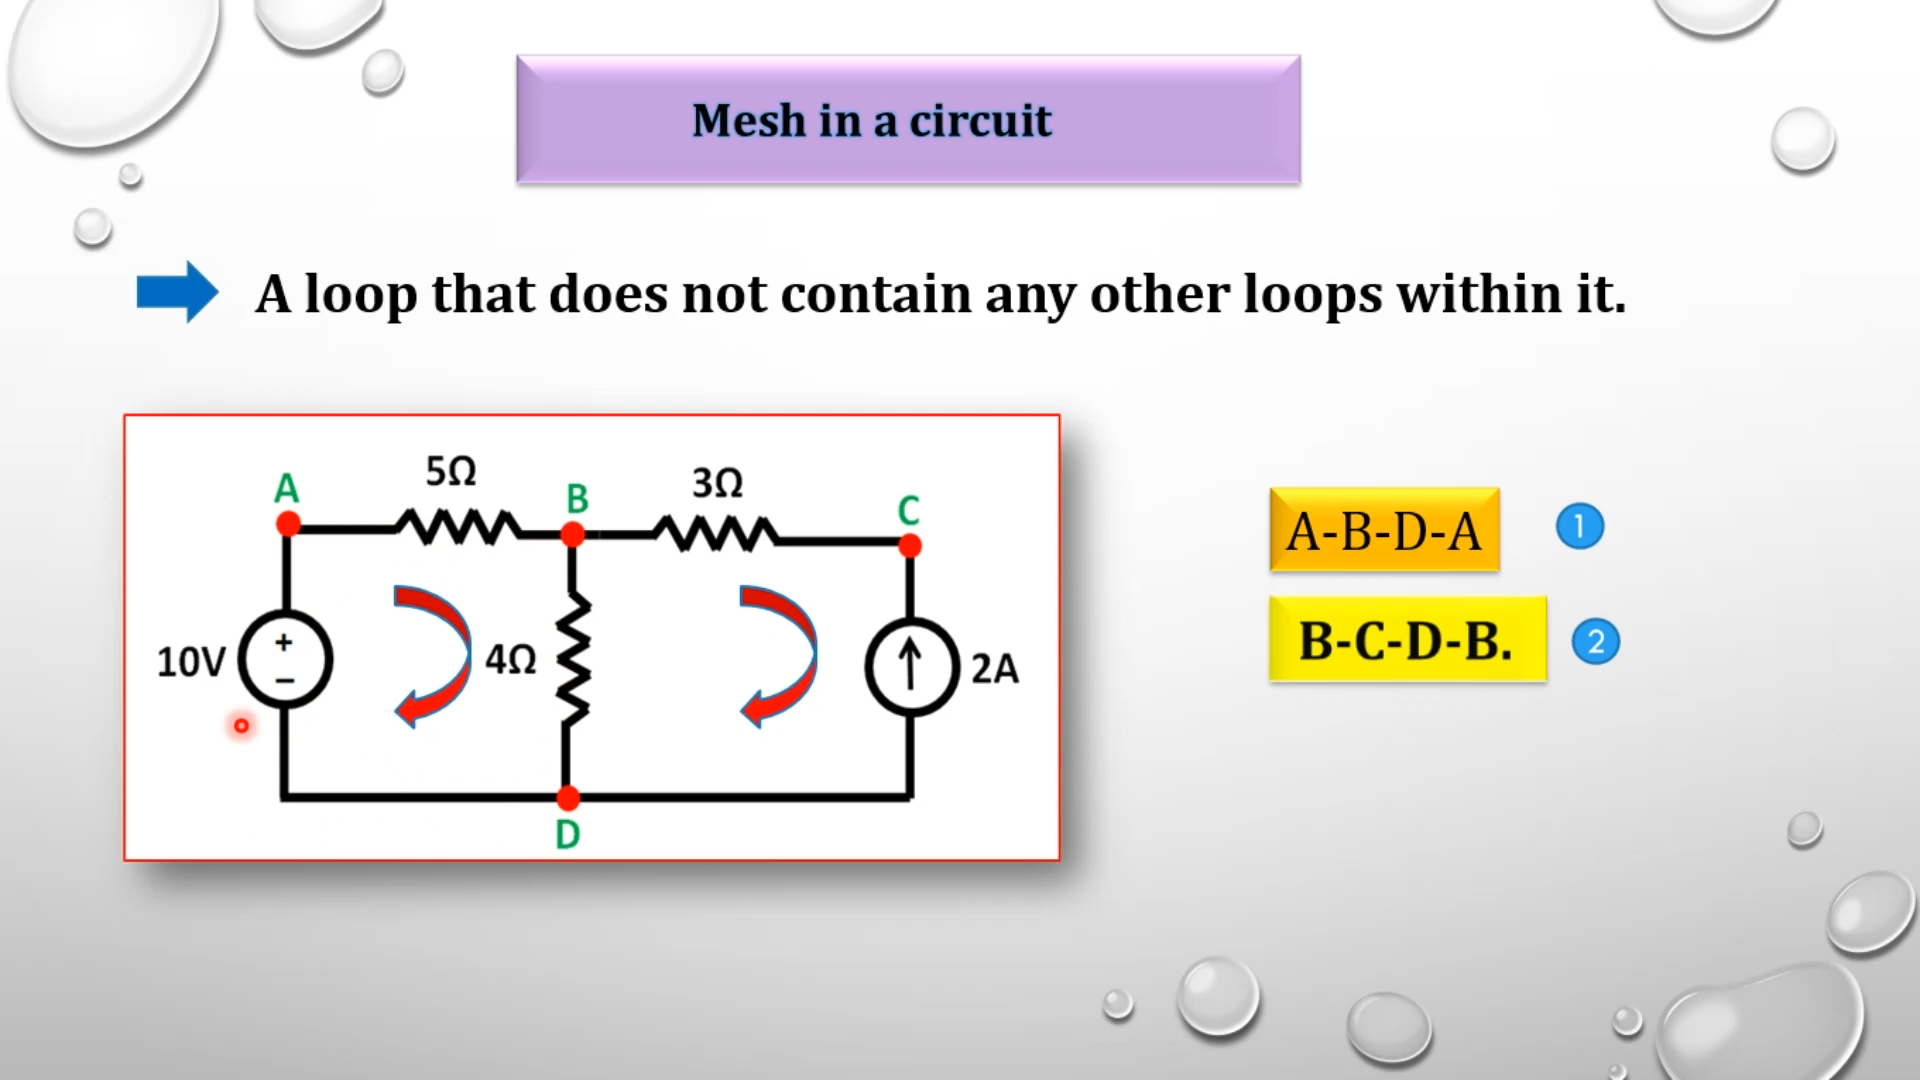 Mesh in a circuit
A loop that does not contain any other loops within it.
A
5Ω
B
3Ω
C
10V
+
−
4Ω
2A
D
A-B-D-A
1
B-C-D-B.
2